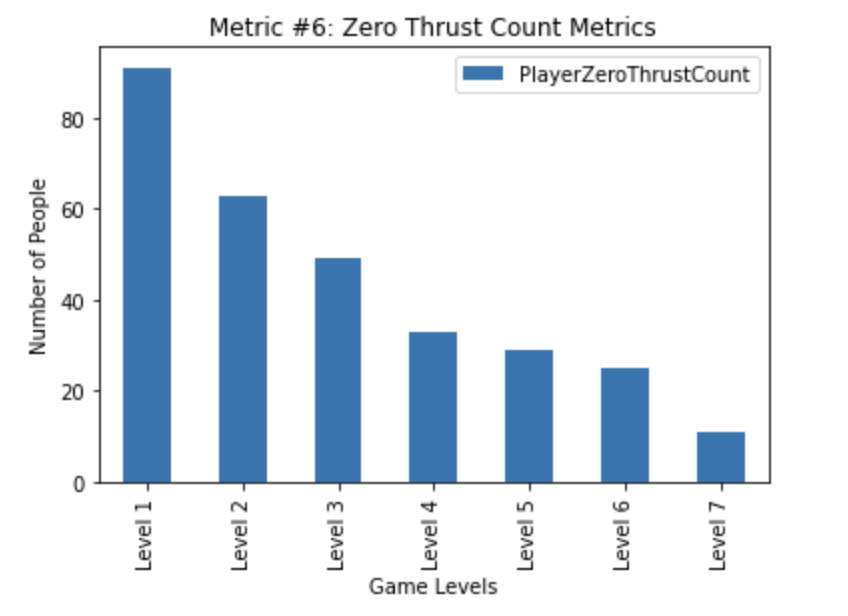 Metric #6: Zero Thrust Count Metrics
PlayerZeroThrustCount
Number of People
80
60
40
20
0
Level 1
Level 2
Level 3
Level 4
Level 5
Level 6
Level 7
Game Levels